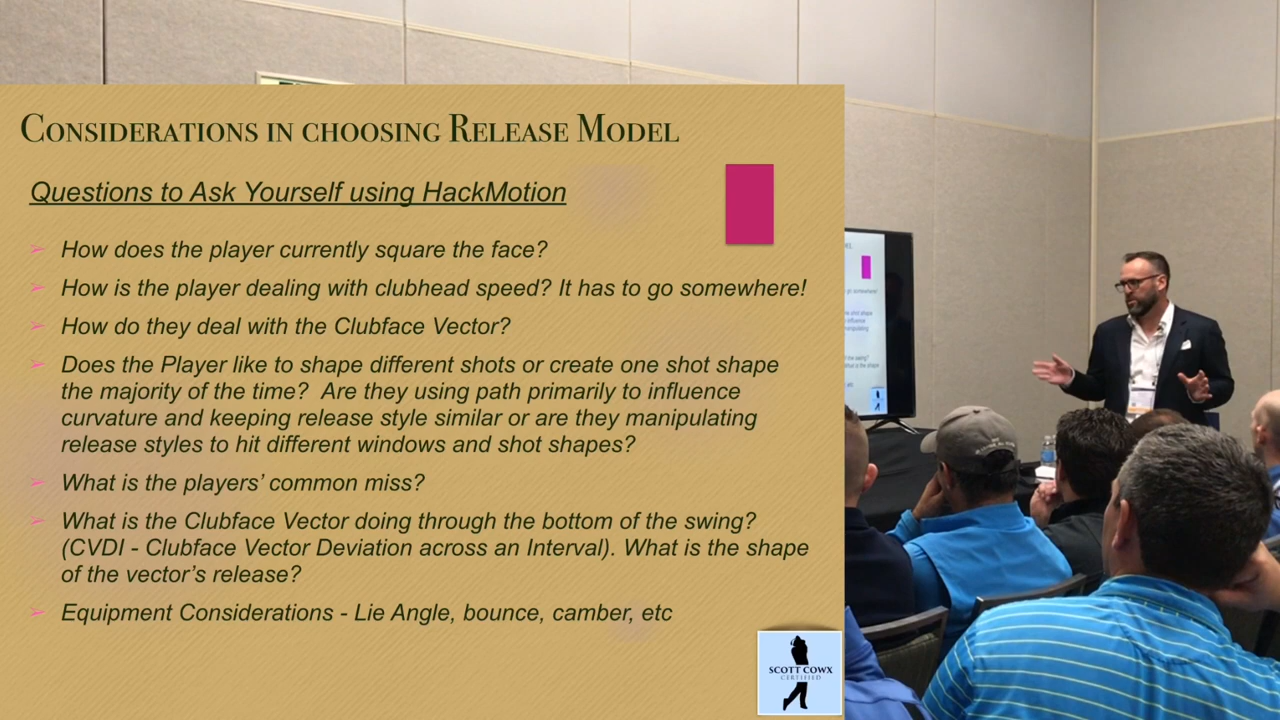 Considerations in choosing Release Model
Questions to Ask Yourself using HackMotion
➢ How does the player currently square the face?
➢ How is the player dealing with clubhead speed? It has to go somewhere!
➢ How do they deal with the Clubface Vector?
➢ Does the Player like to shape different shots or create one shot shape
the majority of the time? Are they using path primarily to influence
curvature and keeping release style similar or are they manipulating
release styles to hit different windows and shot shapes?
➢ What is the players' common miss?
➢ What is the Clubface Vector doing through the bottom of the swing?
(CVDI - Clubface Vector Deviation across an Interval). What is the shape
of the vector's release?
➢ Equipment Considerations - Lie Angle, bounce, camber, etc
SCOTT COWX
CERTIFIED